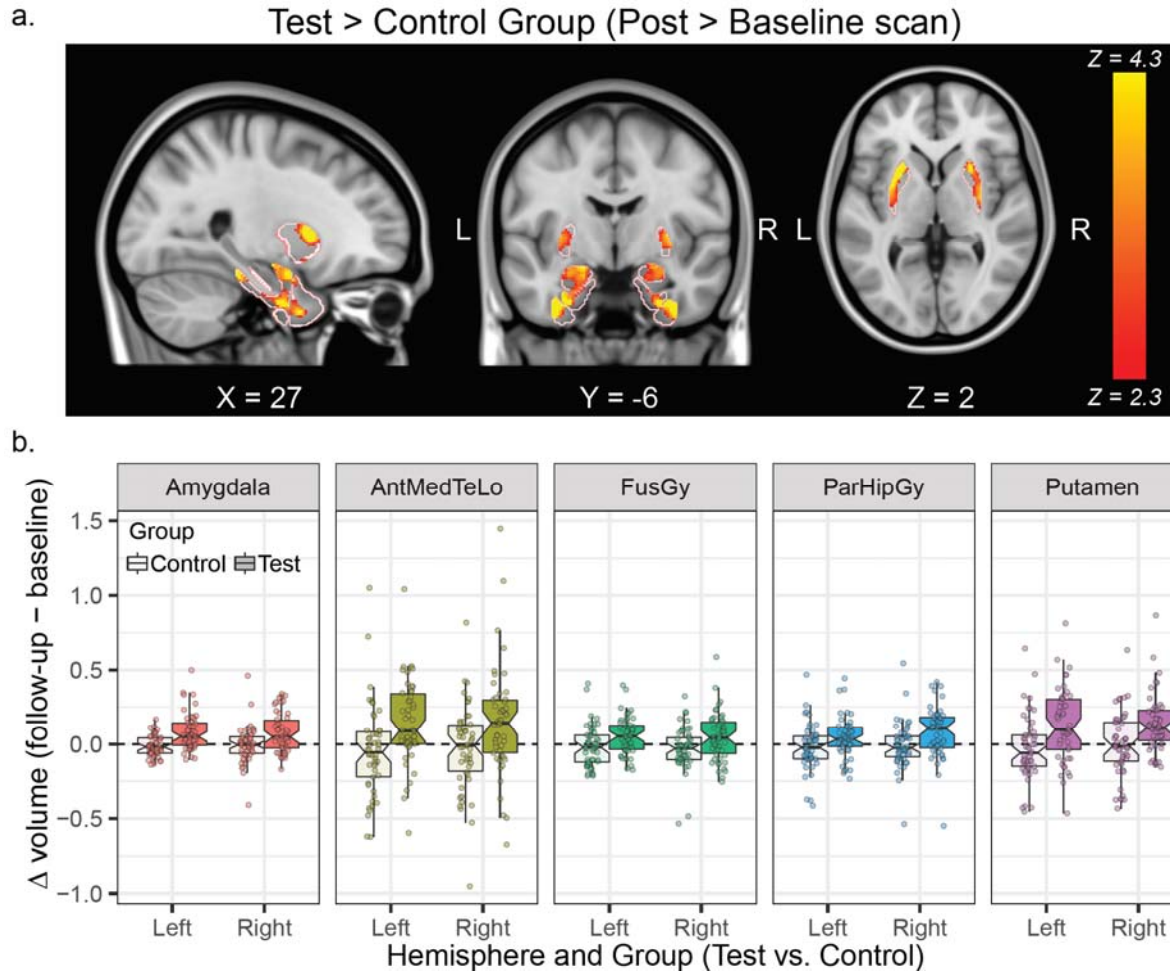 a.
Test > Control Group (Post > Baseline scan)
Z = 4.3
L
R
L
R
Z = 2.3
X = 27
Y = -6
Z = 2
b.
Amygdala
AntMedTeLo
FusGy
ParHipGy
Putamen
Δ volume (follow-up − baseline)
1.5
1.0
0.5
0.0
−0.5
−1.0
Group
Control
Test
Left
Right
Left
Right
Left
Right
Left
Right
Left
Right
Hemisphere and Group (Test vs. Control)